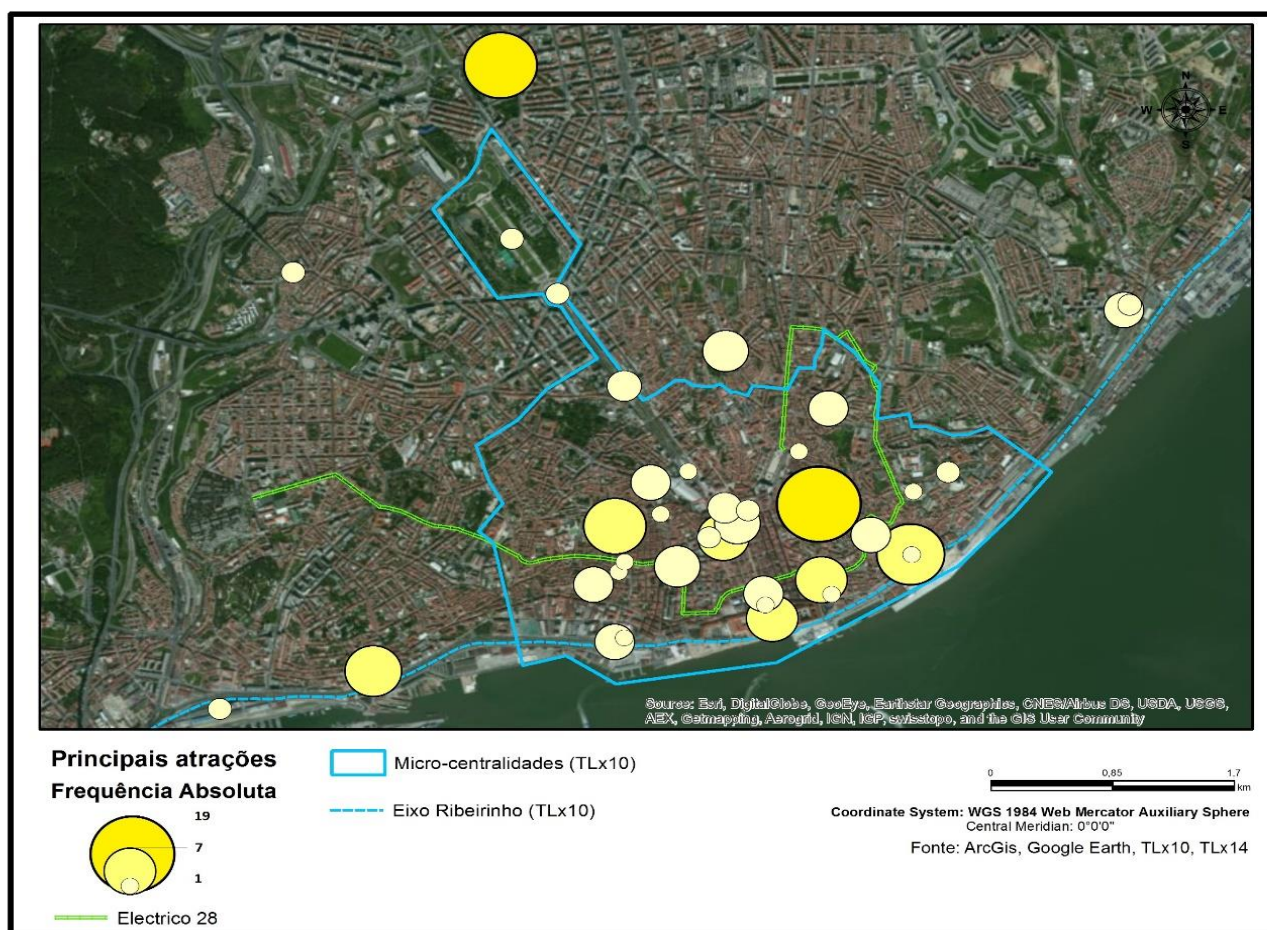 N
W E
S
Source: Esri, DigitalGlobe, GeoEye, Earthstar Geographics, CNES/Airbus DS, USDA, USGS,
AEX, Getmapping, Aerogrid, IGN, IGP, swisstopo, and the GIS User Community
Principais atrações
Frequência Absoluta
19
7
1
Electrico 28
Micro-centralidades (TLx10)
Eixo Ribeirinho (TLx10)
0 0,85 1,7
km
Coordinate System: WGS 1984 Web Mercator Auxiliary Sphere
Central Meridian: 0°0'0"
Fonte: ArcGis, Google Earth, TLx10, TLx14